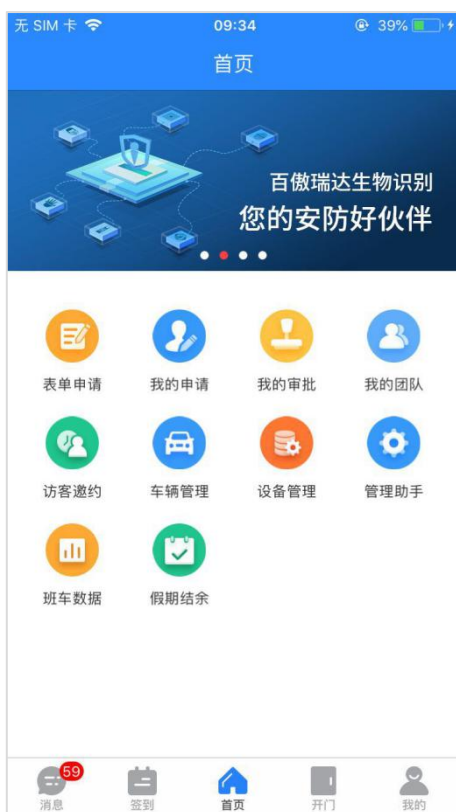 无 SIM 卡 09:34 39%
首页
百傲瑞达生物识别
您的安防好伙伴
表单申请 我的申请 我的审批 我的团队
访客邀约 车辆管理 设备管理 管理助手
班车数据 假期结余
59
消息 签到 首页 开门 我的